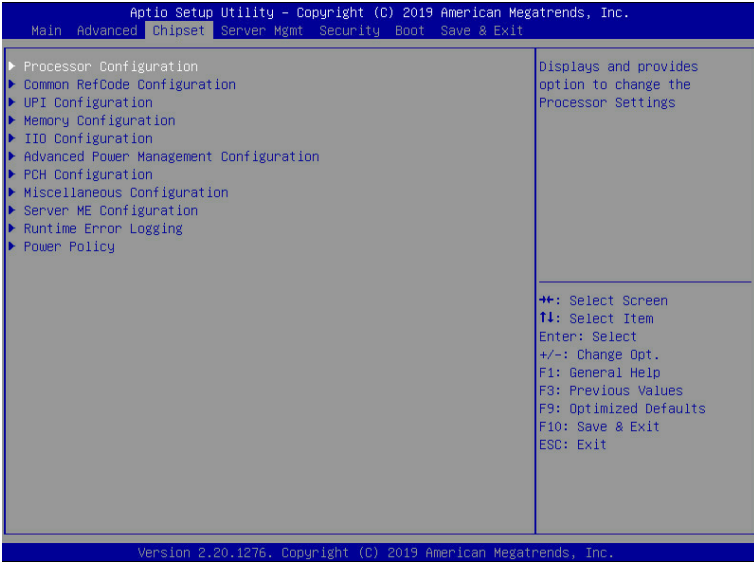 Aptio Setup Utility – Copyright (C) 2019 American Megatrends, Inc.
Main Advanced Chipset Server Mgmt Security Boot Save & Exit
Processor Configuration
Common RefCode Configuration
UPI Configuration
Memory Configuration
IIO Configuration
Advanced Power Management Configuration
PCH Configuration
Miscellaneous Configuration
Server ME Configuration
Runtime Error Logging
Power Policy
Displays and provides
option to change the
Processor Settings
→←: Select Screen
↑↓: Select Item
Enter: Select
+/-: Change Opt.
F1: General Help
F3: Previous Values
F9: Optimized Defaults
F10: Save & Exit
ESC: Exit
Version 2.20.1276. Copyright (C) 2019 American Megatrends, Inc.